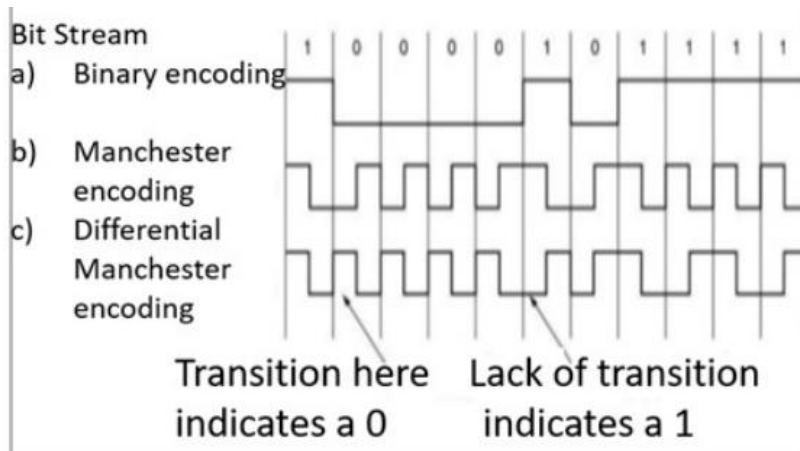 Bit Stream
1 0 0 0 0 1 0 1 1 1 1
a) Binary encoding
b) Manchester
encoding
c) Differential
Manchester
encoding
Transition here
indicates a 0
Lack of transition
indicates a 1